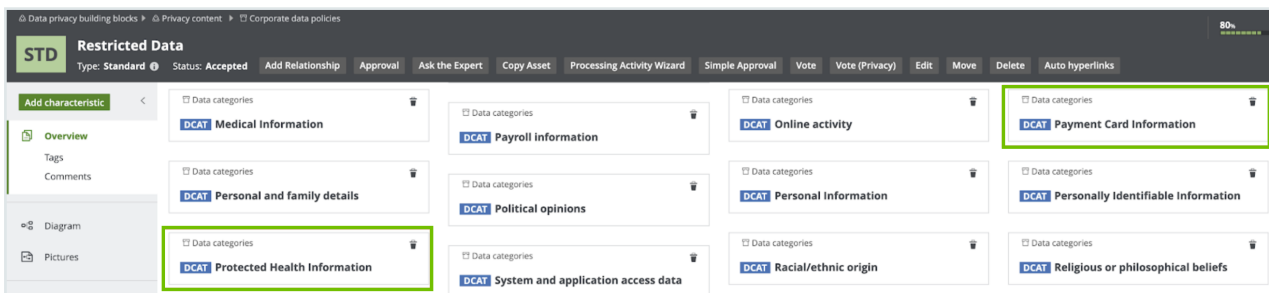 Data privacy building blocks Privacy content Corporate data policies
80%
STD
Restricted Data
Type: Standard Status: Accepted Add Relationship Approval Ask the Expert Copy Asset Processing Activity Wizard Simple Approval Vote Vote (Privacy) Edit Move Delete Auto hyperlinks
Add characteristic
Overview
Tags
Comments
Diagram
Pictures
Data categories
DCAT Medical Information
Data categories
DCAT Personal and family details
Data categories
DCAT Protected Health Information
Data categories
DCAT Payroll information
Data categories
DCAT Political opinions
Data categories
DCAT System and application access data
Data categories
DCAT Online activity
Data categories
DCAT Personal Information
Data categories
DCAT Racial/ethnic origin
Data categories
DCAT Payment Card Information
Data categories
DCAT Personally Identifiable Information
Data categories
DCAT Religious or philosophical beliefs